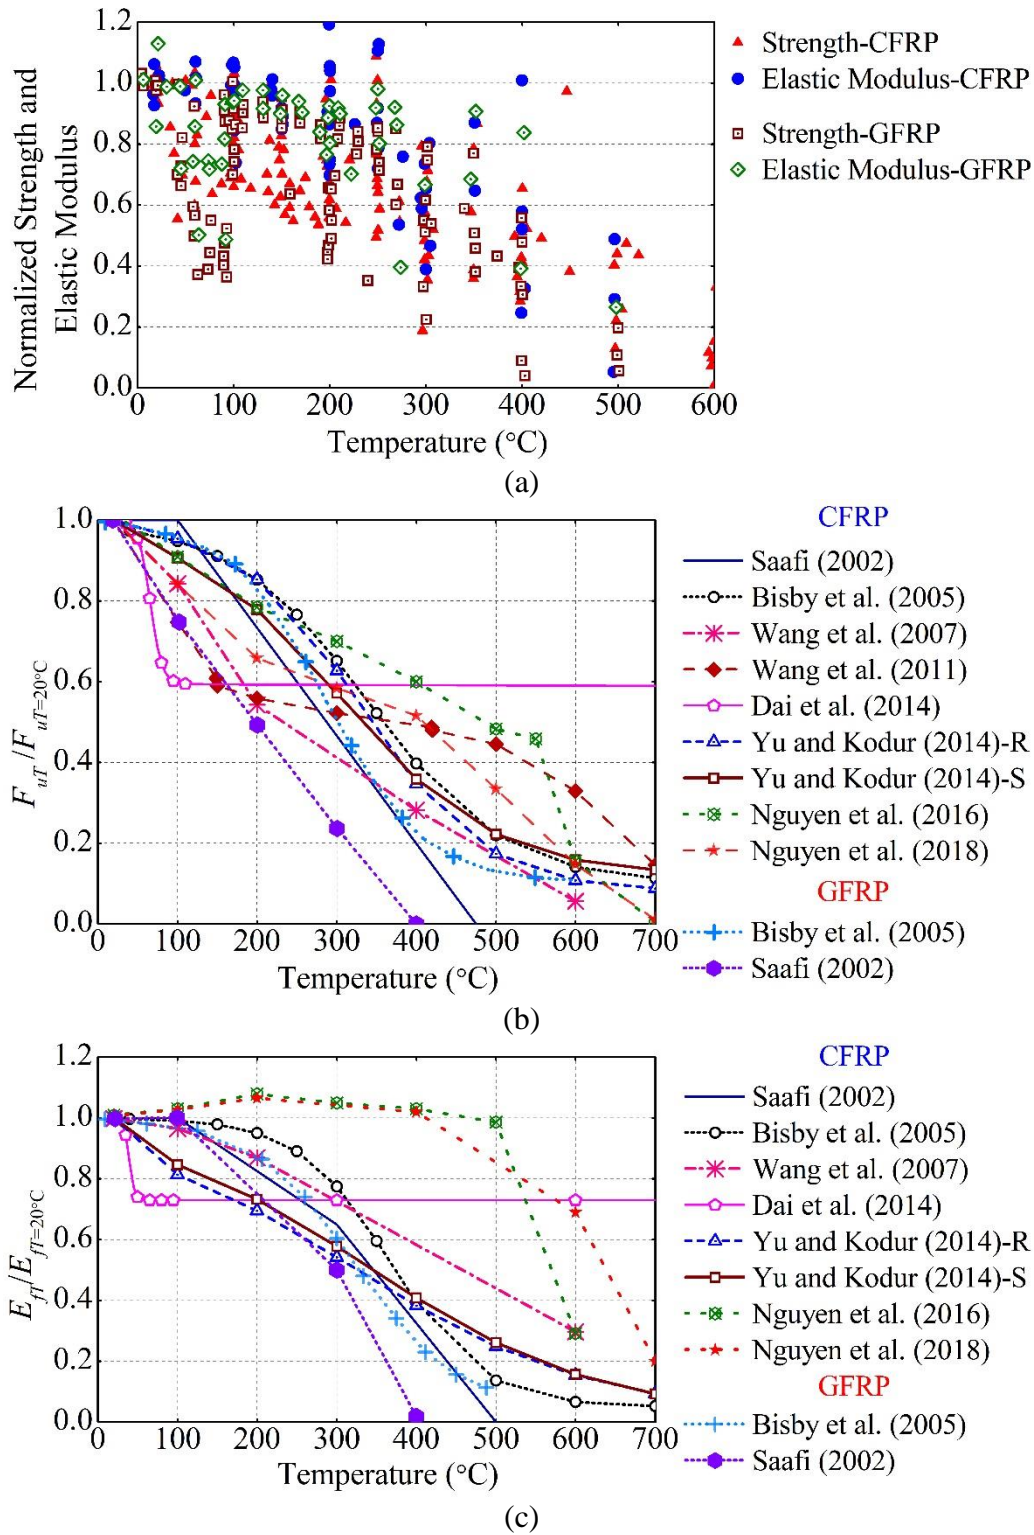 1.2
1.0
0.8
0.6
0.4
0.2
0.0
Normalized Strength and
Elastic Modulus
0 100 200 300 400 500 600
Temperature (°C)
Strength-CFRP
Elastic Modulus-CFRP
Strength-GFRP
Elastic Modulus-GFRP
(a)
1.0
0.8
0.6
0.4
0.2
0.0
F_uT / F_uT=20°C
0 100 200 300 400 500 600 700
Temperature (°C)
CFRP
Saafi (2002)
Bisby et al. (2005)
Wang et al. (2007)
Wang et al. (2011)
Dai et al. (2014)
Yu and Kodur (2014)-R
Yu and Kodur (2014)-S
Nguyen et al. (2016)
Nguyen et al. (2018)
GFRP
Bisby et al. (2005)
Saafi (2002)
(b)
1.2
1.0
0.8
0.6
0.4
0.2
0.0
E_fT/E_fT=20°C
0 100 200 300 400 500 600 700
Temperature (°C)
CFRP
Saafi (2002)
Bisby et al. (2005)
Wang et al. (2007)
Dai et al. (2014)
Yu and Kodur (2014)-R
Yu and Kodur (2014)-S
Nguyen et al. (2016)
Nguyen et al. (2018)
GFRP
Bisby et al. (2005)
Saafi (2002)
(c)